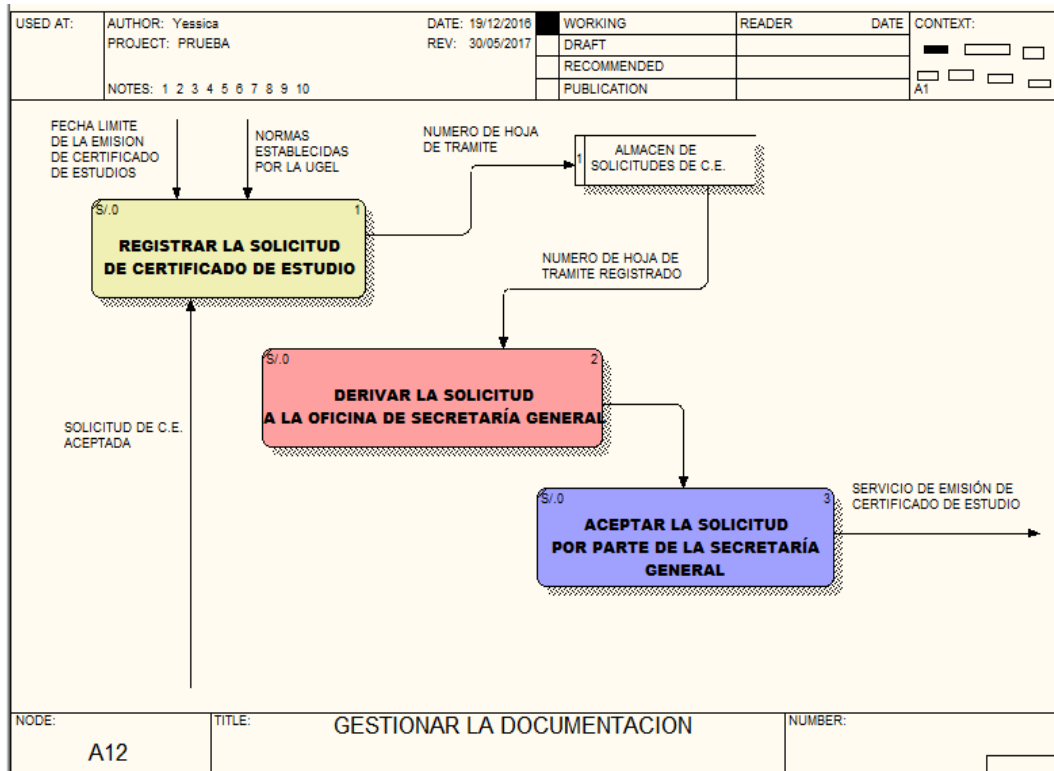 USED AT:
AUTHOR: Yessica
DATE: 19/12/2016
WORKING
READER
DATE
CONTEXT:
PROJECT: PRUEBA
REV: 30/05/2017
DRAFT
RECOMMENDED
NOTES: 1 2 3 4 5 6 7 8 9 10
PUBLICATION
A1
FECHA LIMITE
DE LA EMISION
DE CERTIFICADO
DE ESTUDIOS
NORMAS
ESTABLECIDAS
POR LA UGEL
NUMERO DE HOJA
DE TRAMITE
1
ALMACEN DE
SOLICITUDES DE C.E.
S/.0
1
REGISTRAR LA SOLICITUD
DE CERTIFICADO DE ESTUDIO
NUMERO DE HOJA DE
TRAMITE REGISTRADO
S/.0
2
DERIVAR LA SOLICITUD
A LA OFICINA DE SECRETARÍA GENERAL
SOLICITUD DE C.E.
ACEPTADA
S/.0
3
ACEPTAR LA SOLICITUD
POR PARTE DE LA SECRETARÍA
GENERAL
SERVICIO DE EMISIÓN DE
CERTIFICADO DE ESTUDIO
NODE:
A12
TITLE:
GESTIONAR LA DOCUMENTACION
NUMBER: